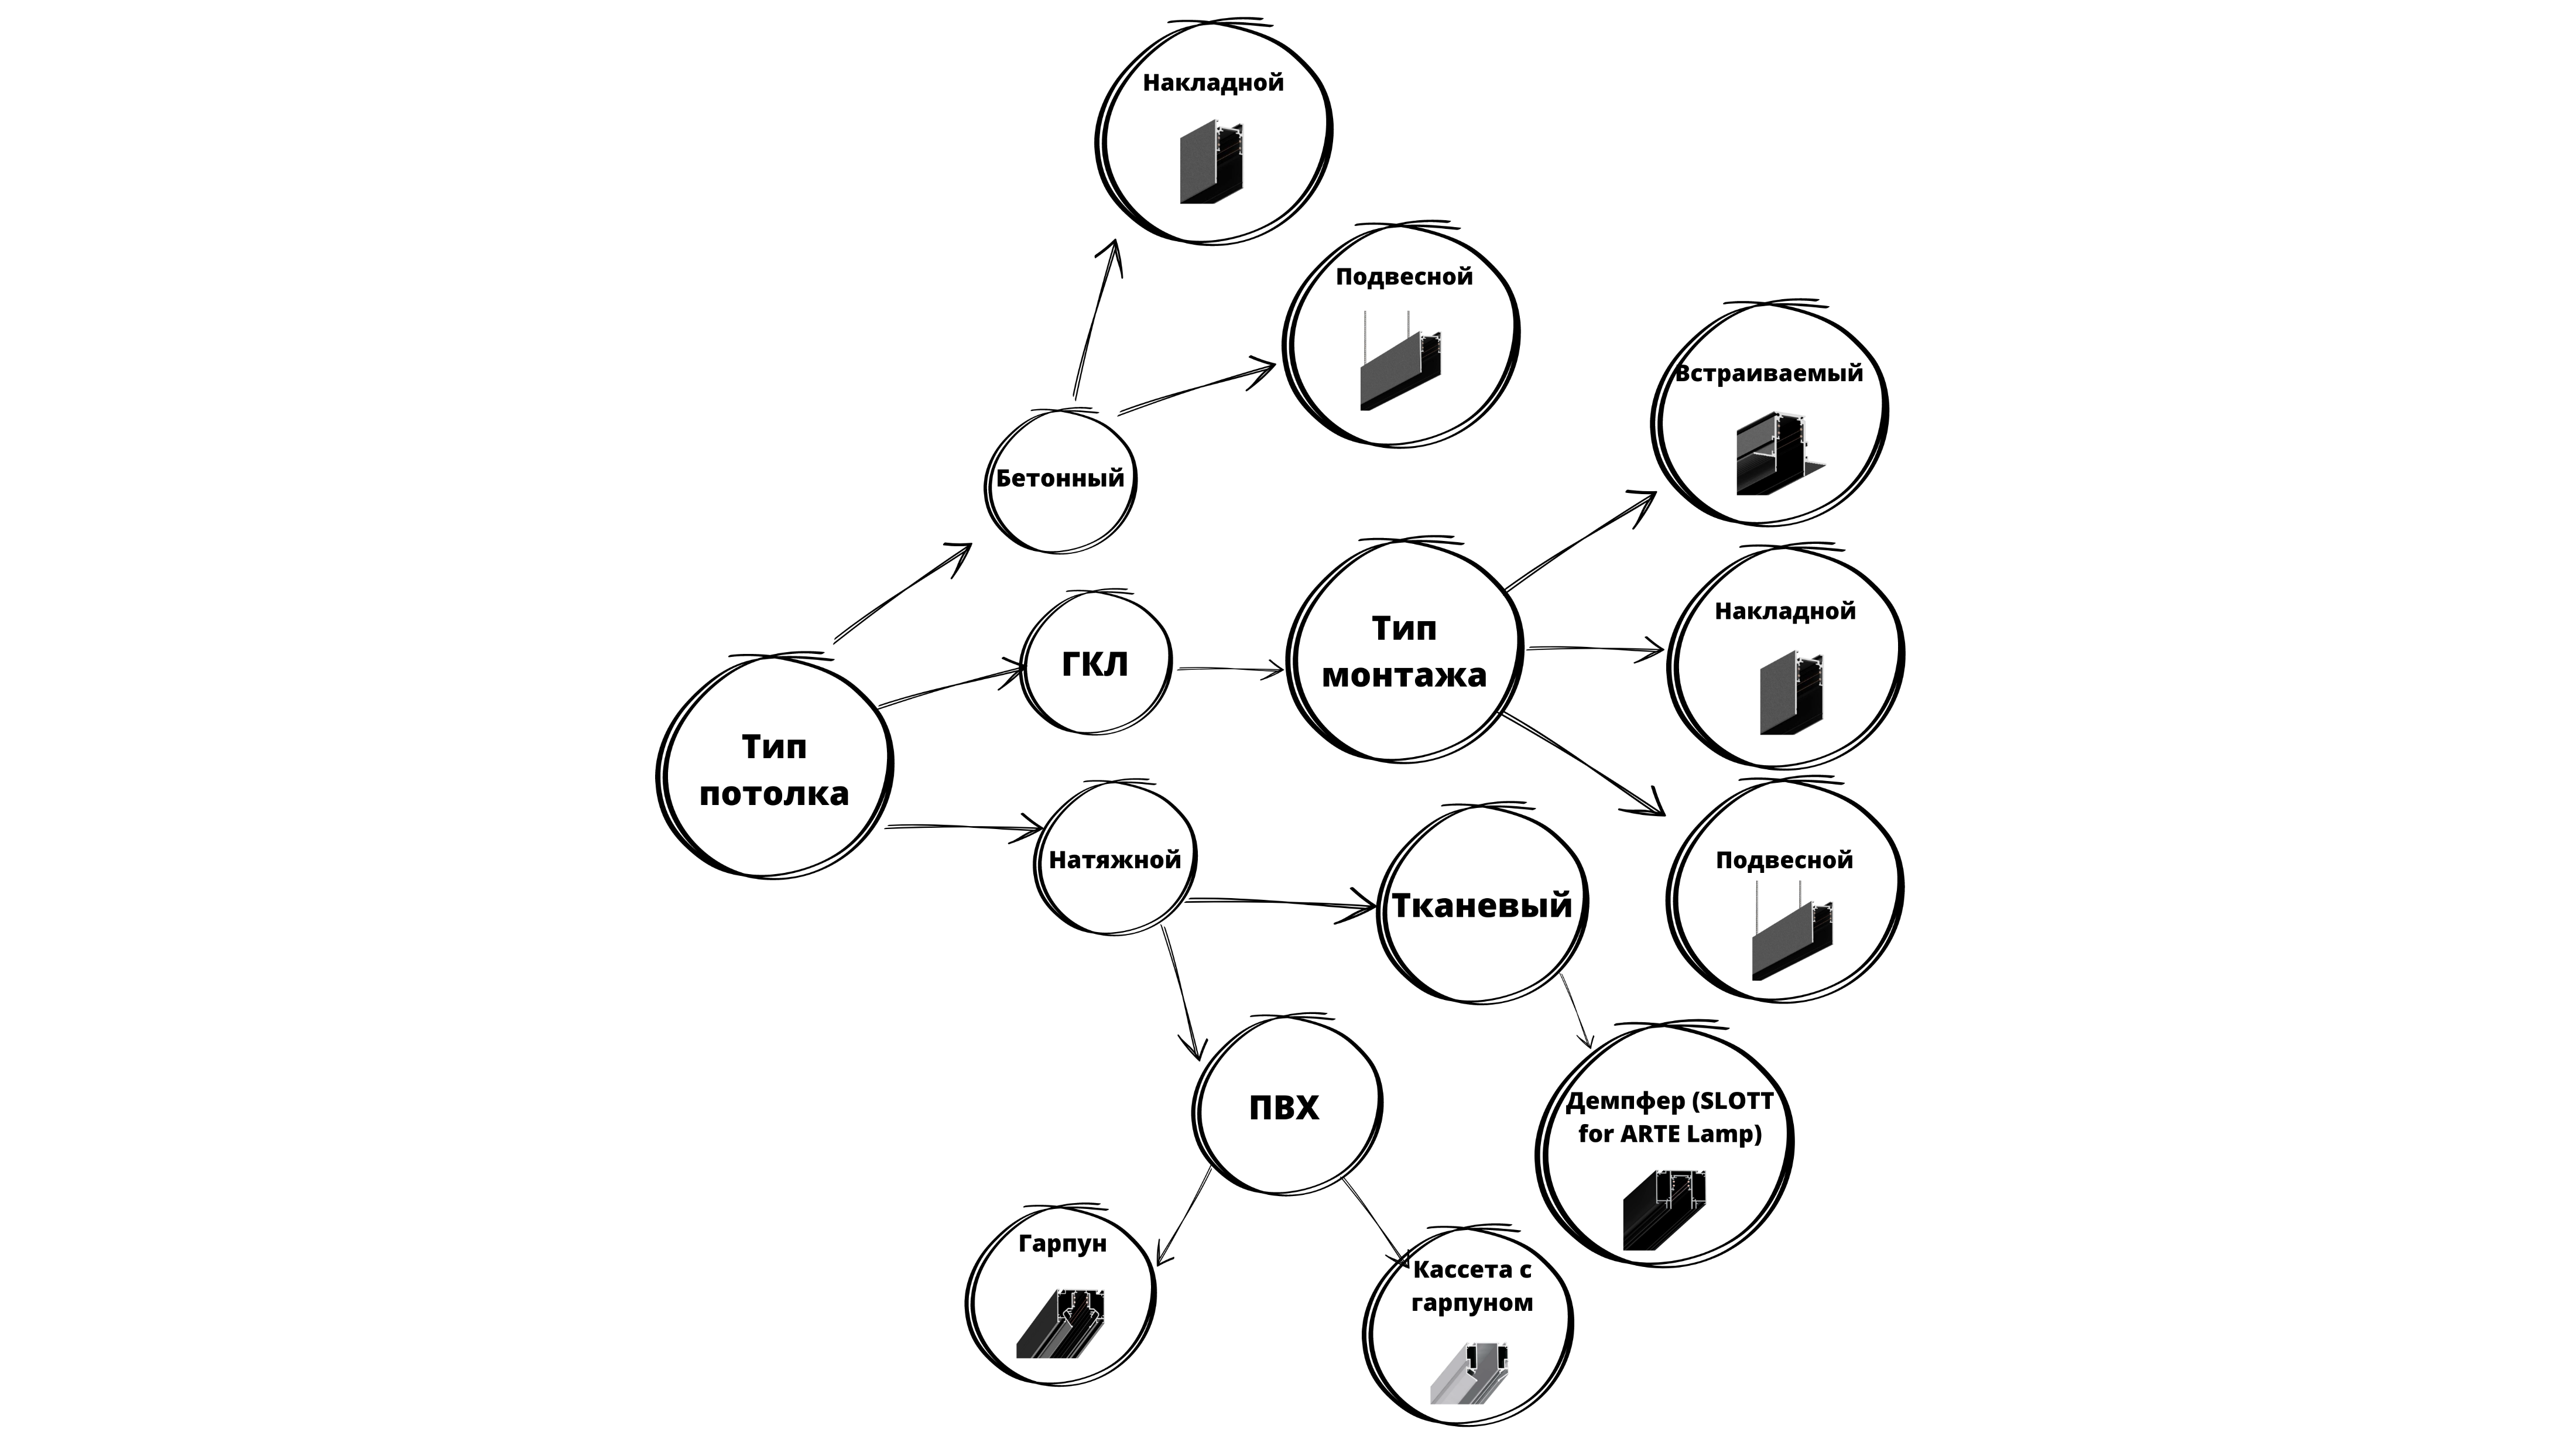 Накладной
Подвесной
Встраиваемый
Бетонный
Тип
монтажа
Накладной
ГКЛ
Тип
потолка
Натяжной
Тканевый
Подвесной
ПВХ
Демпфер (SLOTT
for ARTE Lamp)
Гарпун
Кассета с
гарпуном